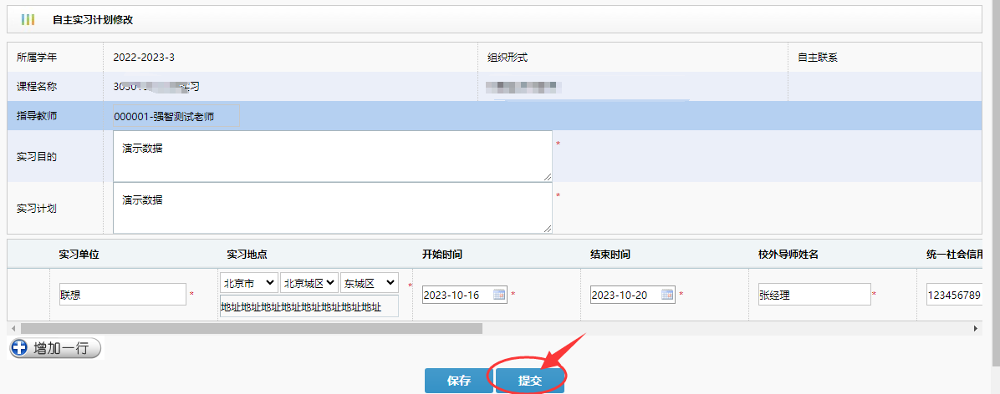 自主实习计划修改
所属学年 2022-2023-3 组织形式 自主联系
课程名称 实习
指导教师 000001-强智测试老师
实习目的 演示数据 *
实习计划 演示数据 *
实习单位 实习地点 开始时间 结束时间 校外导师姓名 统一社会信用
联想 * 北京市 北京城区 东城区 * 2023-10-16 * 2023-10-20 * 张经理 * 123456789
地址地址地址地址地址地址地址地址
增加一行
保存 提交